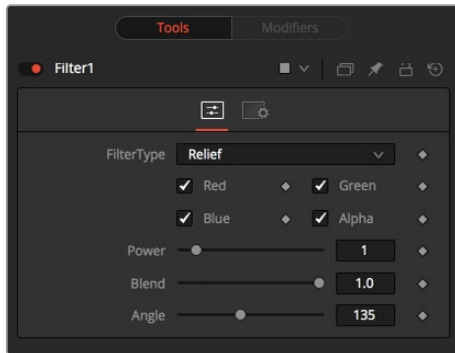 Tools Modifiers
Filter1
FilterType Relief
Red Green
Blue Alpha
Power 1
Blend 1.0
Angle 135